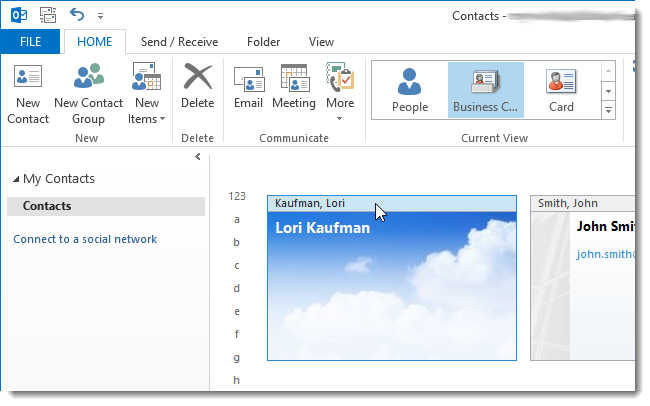 Contacts -
FILE HOME Send / Receive Folder View
New Contact
New Contact Group
New Items
Delete
Email
Meeting
More
People
Business C...
Card
New Delete Communicate Current View
My Contacts
Contacts
Connect to a social network
123
a
b
c
d
e
f
g
h
Kaufman, Lori
Lori Kaufman
Smith, John
John Smi
john.smith@